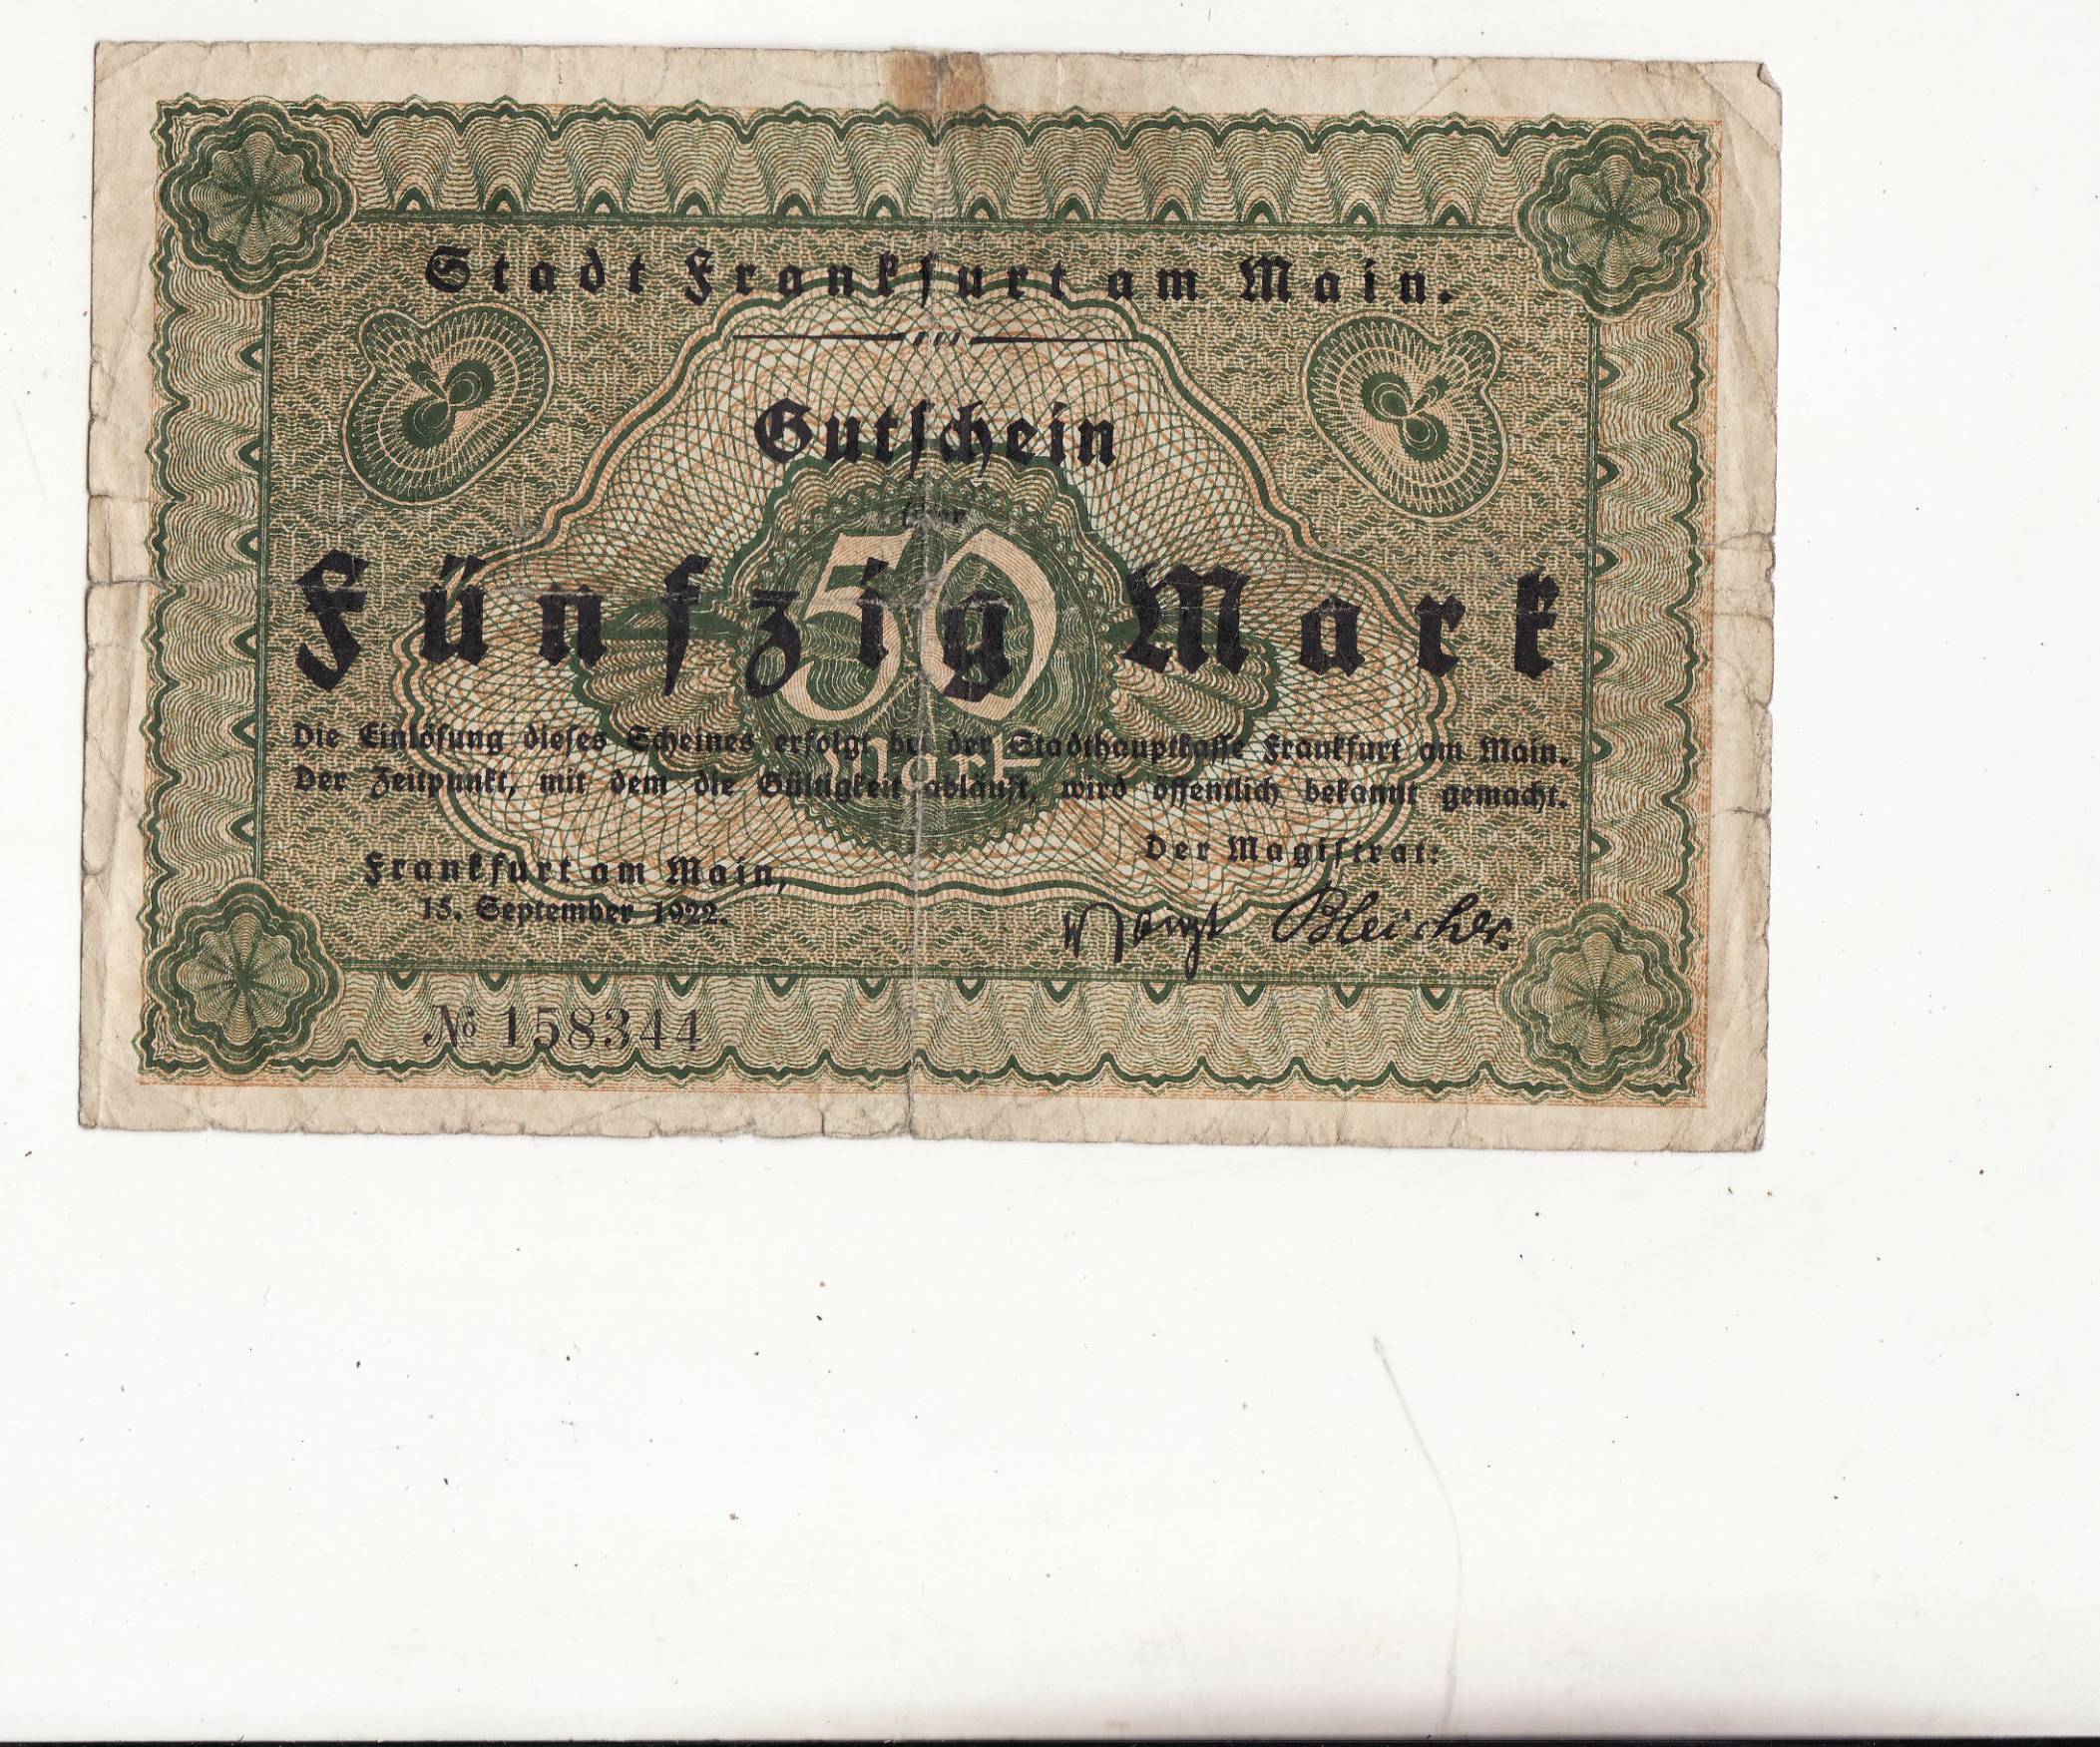 Stadt Frankfurt am Main.
Gutschein
über
50
Fünfzig Mark
Mark
Die Einlösung dieses Scheines erfolgt bei der Stadthauptkasse Frankfurt am Main.
Der Zeitpunkt, mit dem die Gültigkeit abläuft, wird öffentlich bekannt gemacht.
Der Magistrat:
Frankfurt am Main,
15. September 1922.
Bleicher.
№ 158344